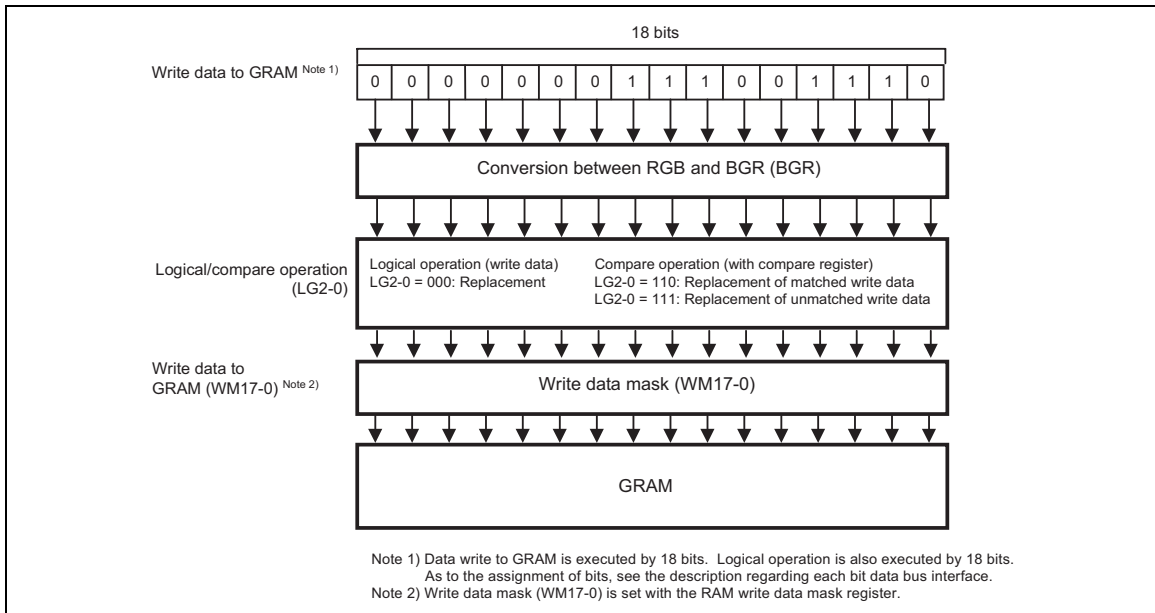 18 bits
Write data to GRAM Note 1)
0 0 0 0 0 0 0 1 1 1 0 0 1 1 1 0
Conversion between RGB and BGR (BGR)
Logical/compare operation
(LG2-0)
Logical operation (write data)
LG2-0 = 000: Replacement
Compare operation (with compare register)
LG2-0 = 110: Replacement of matched write data
LG2-0 = 111: Replacement of unmatched write data
Write data to
GRAM (WM17-0) Note 2)
Write data mask (WM17-0)
GRAM
Note 1) Data write to GRAM is executed by 18 bits. Logical operation is also executed by 18 bits.
As to the assignment of bits, see the description regarding each bit data bus interface.
Note 2) Write data mask (WM17-0) is set with the RAM write data mask register.